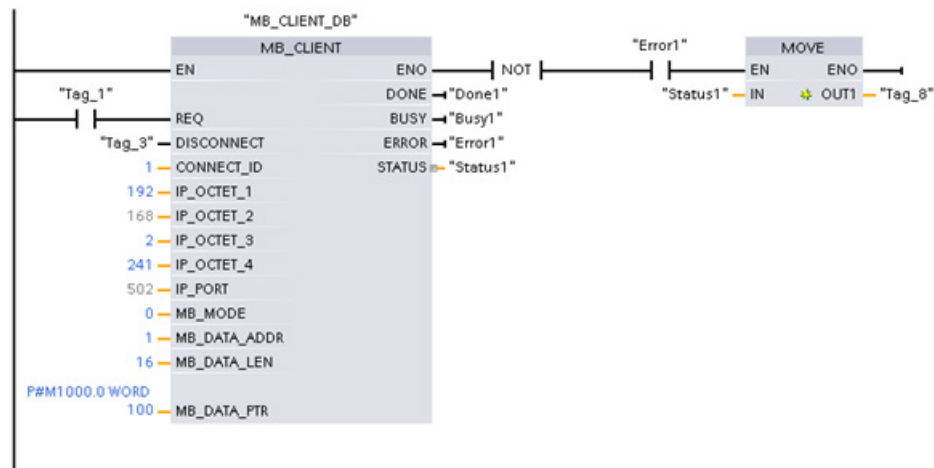 "MB_CLIENT_DB"
MB_CLIENT
"Error1"
MOVE
EN ENO NOT EN ENO
"Tag_1" DONE "Done1" "Status1" IN OUT1 "Tag_8"
REQ BUSY "Busy1"
"Tag_3" DISCONNECT ERROR "Error1"
1 CONNECT_ID STATUS "Status1"
192 IP_OCTET_1
168 IP_OCTET_2
2 IP_OCTET_3
241 IP_OCTET_4
502 IP_PORT
0 MB_MODE
1 MB_DATA_ADDR
16 MB_DATA_LEN
P#M1000.0 WORD
100 MB_DATA_PTR